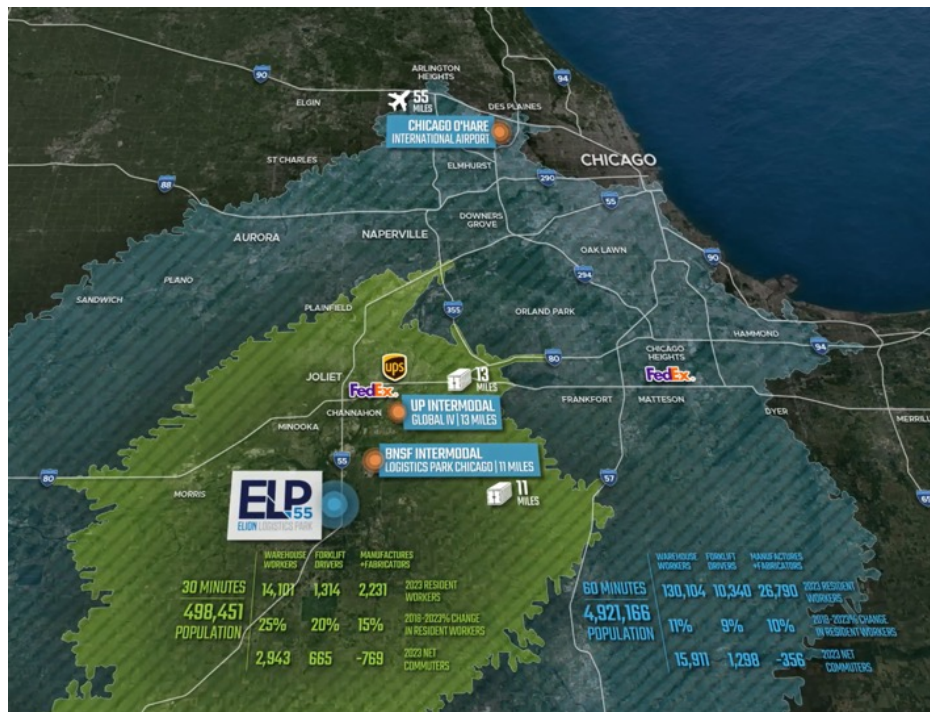 ARLINGTON
HEIGHTS
90
94
ELGIN
55
MILES
DES PLAINES
CHICAGO O'HARE
INTERNATIONAL AIRPORT
ST CHARLES
ELMHURST
CHICAGO
88
290
55
DOWNERS
GROVE
AURORA
NAPERVILLE
OAK LAWN
90
294
PLANO
SANDWICH
PLAINFIELD
355
ORLAND PARK
HAMMOND
94
CHICAGO
HEIGHTS
80
ups
JOLIET
13
MILES
FedEx
FedEx
UP INTERMODAL
GLOBAL IV | 13 MILES
FRANKFORT
MATTESON
DYER
CHANNAHON
MINOOKA
MERRILL
BNSF INTERMODAL
LOGISTICS PARK CHICAGO | 11 MILES
55
80
57
MORRIS
11
MILES
65
ELP
55
ELION LOGISTICS PARK
WAREHOUSE WORKERS
FORKLIFT DRIVERS
MANUFACTURES +FABRICATORS
30 MINUTES
498,451
POPULATION
14,101 1,314 2,231 2023 RESIDENT WORKERS
25% 20% 15% 2018-2023% CHANGE IN RESIDENT WORKERS
2,943 665 -769 2023 NET COMMUTERS
WAREHOUSE WORKERS
FORKLIFT DRIVERS
MANUFACTURES +FABRICATORS
60 MINUTES
4,921,166
POPULATION
130,104 10,340 26,790 2023 RESIDENT WORKERS
11% 9% 10% 2018-2023% CHANGE IN RESIDENT WORKERS
15,911 1,298 -356 2023 NET COMMUTERS